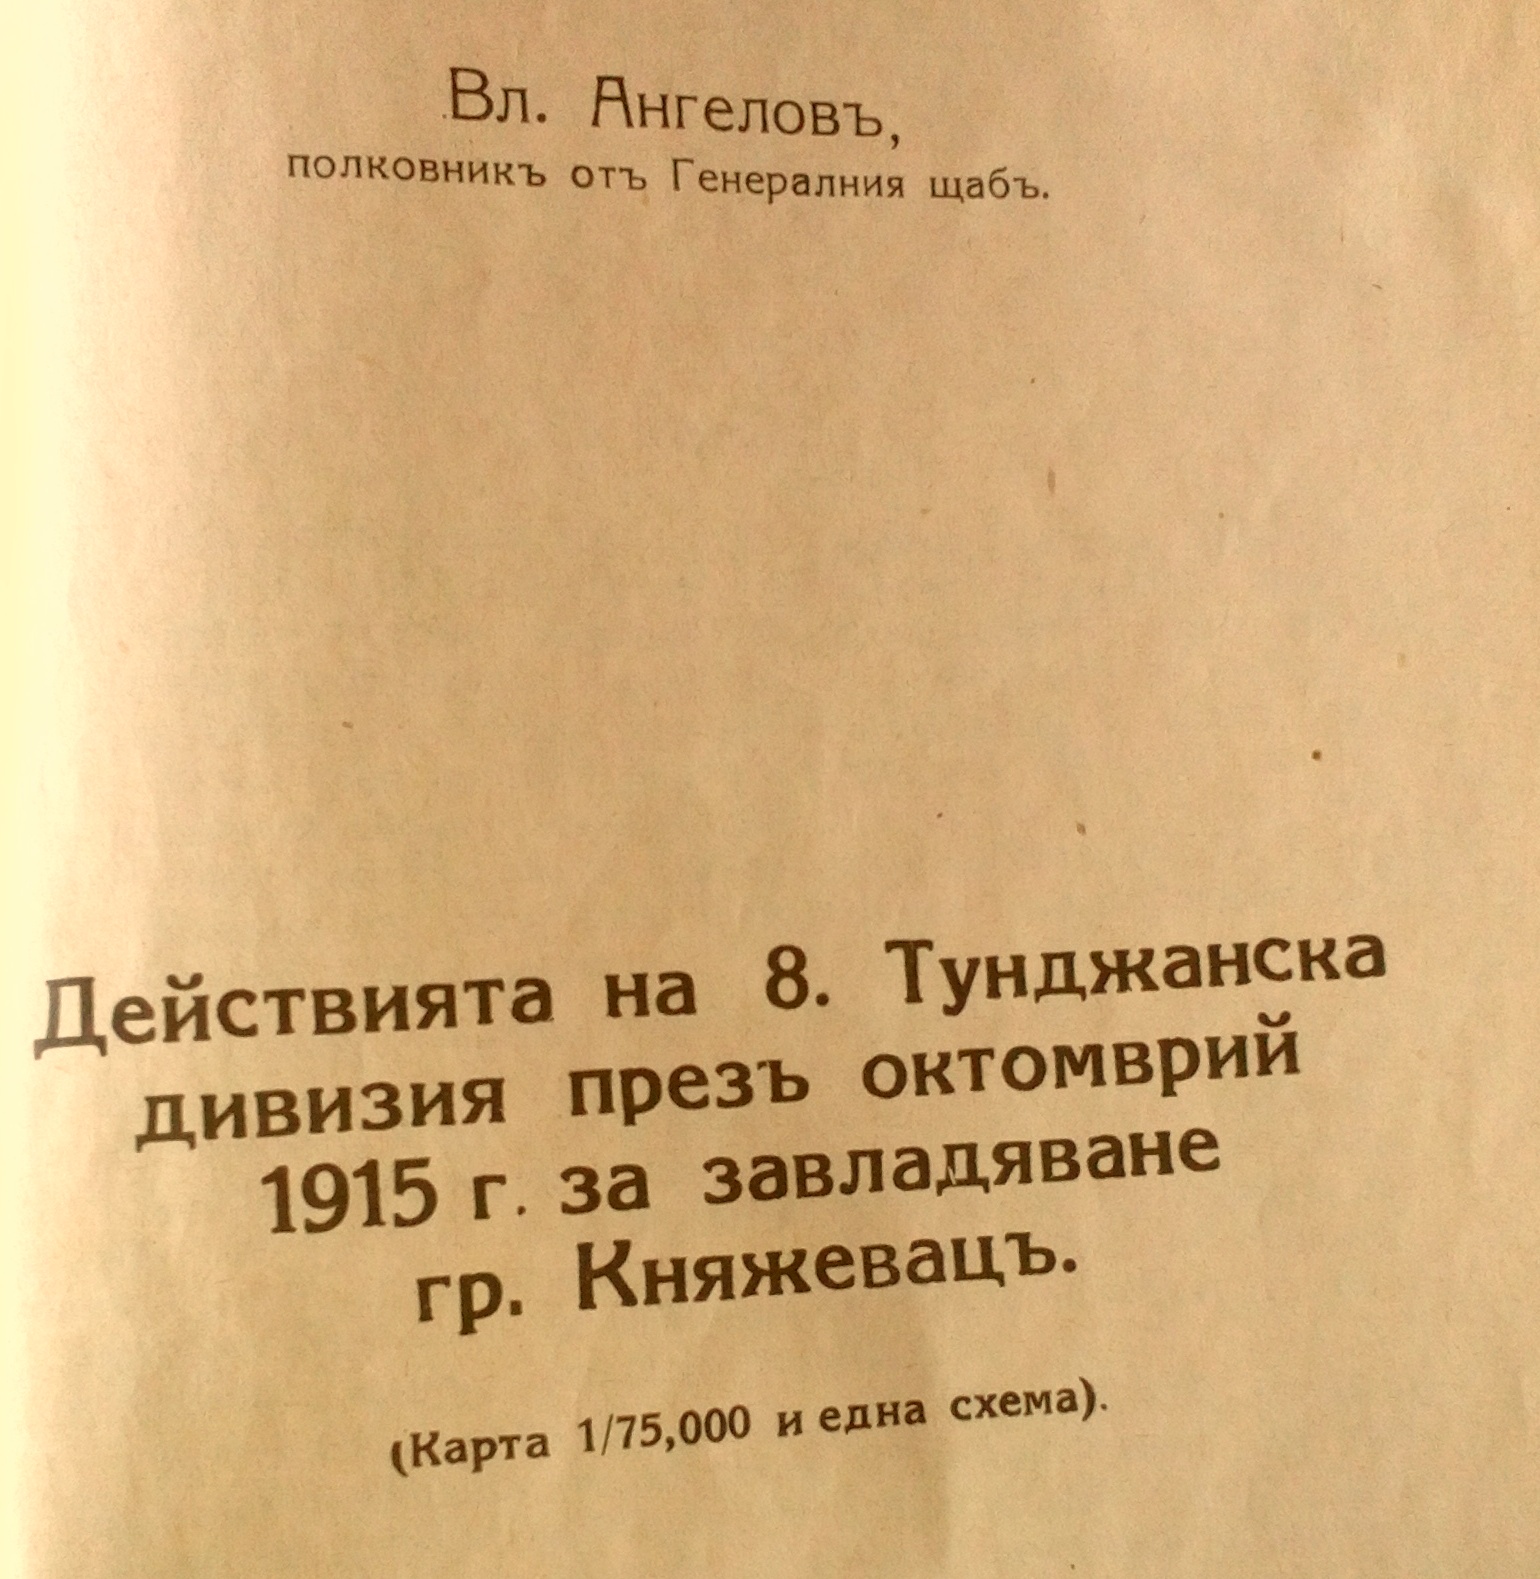 Вл. Ангеловъ,
полковникъ отъ Генералния щабъ.
Действията на 8. Тунджанска
дивизия презъ октомврий
1915 г. за завладяване
гр. Княжевацъ.
(Карта 1/75,000 и една схема).